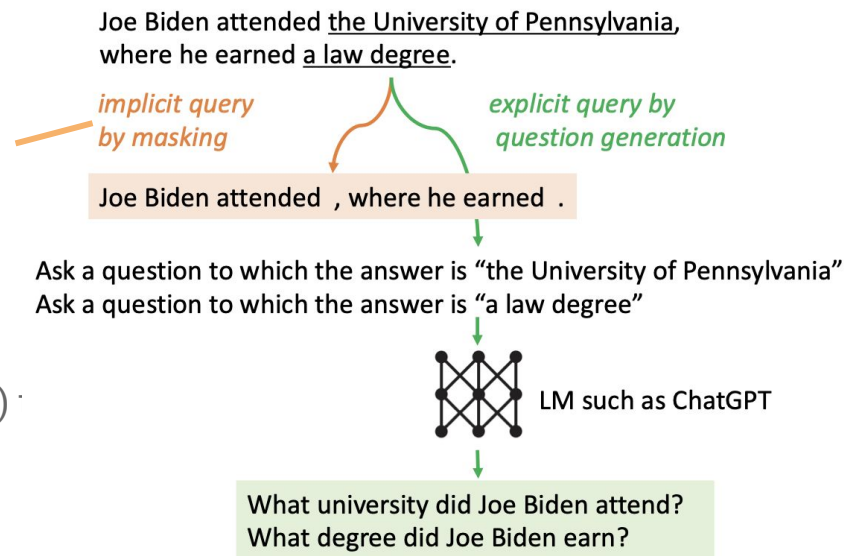 Joe Biden attended the University of Pennsylvania,
where he earned a law degree.
implicit query
by masking
explicit query by
question generation
Joe Biden attended , where he earned .
Ask a question to which the answer is “the University of Pennsylvania”
Ask a question to which the answer is “a law degree”
LM such as ChatGPT
What university did Joe Biden attend?
What degree did Joe Biden earn?